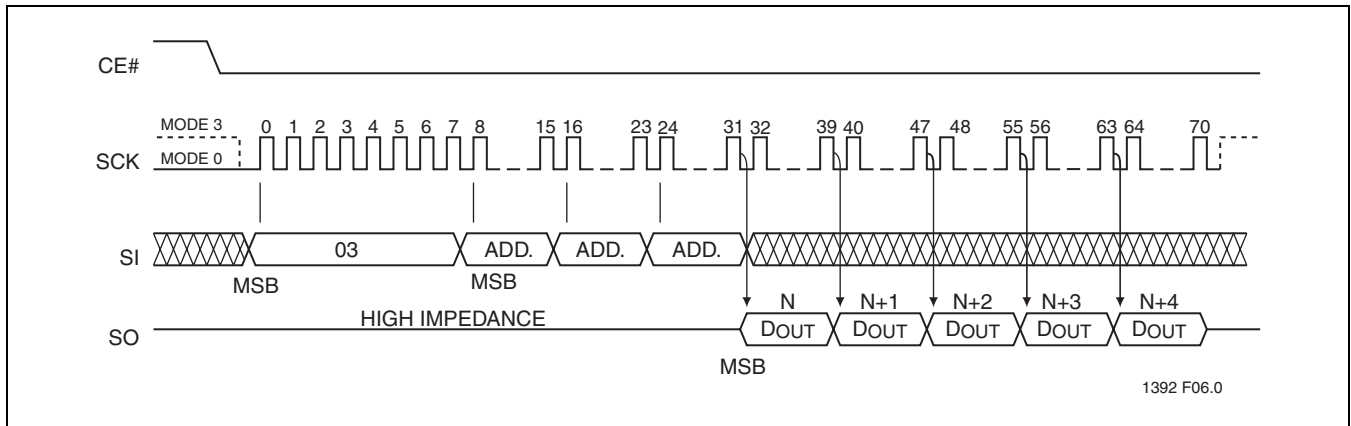 CE#
MODE 3
0 1 2 3 4 5 6 7 8 15 16 23 24 31 32 39 40 47 48 55 56 63 64 70
SCK
MODE 0
SI
03 ADD. ADD. ADD.
MSB MSB
N N+1 N+2 N+3 N+4
HIGH IMPEDANCE
SO
DOUT DOUT DOUT DOUT DOUT
MSB
1392 F06.0